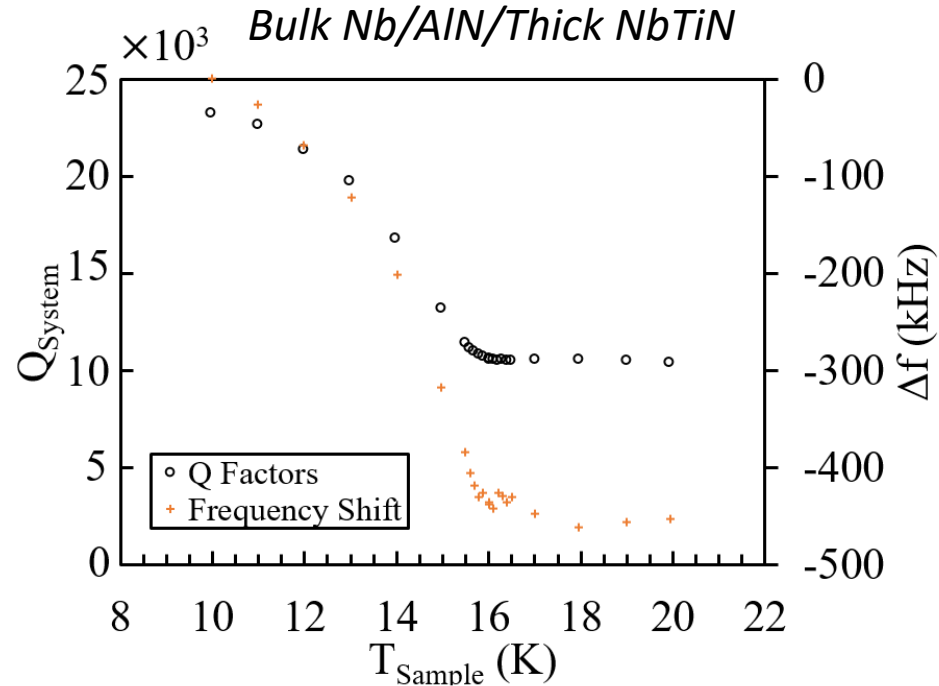 Bulk Nb/AlN/Thick NbTiN
×10³
25
20
15
10
5
0
Q_System
0
-100
-200
-300
-400
-500
Δf (kHz)
Q Factors
Frequency Shift
8 10 12 14 16 18 20 22
T_Sample (K)